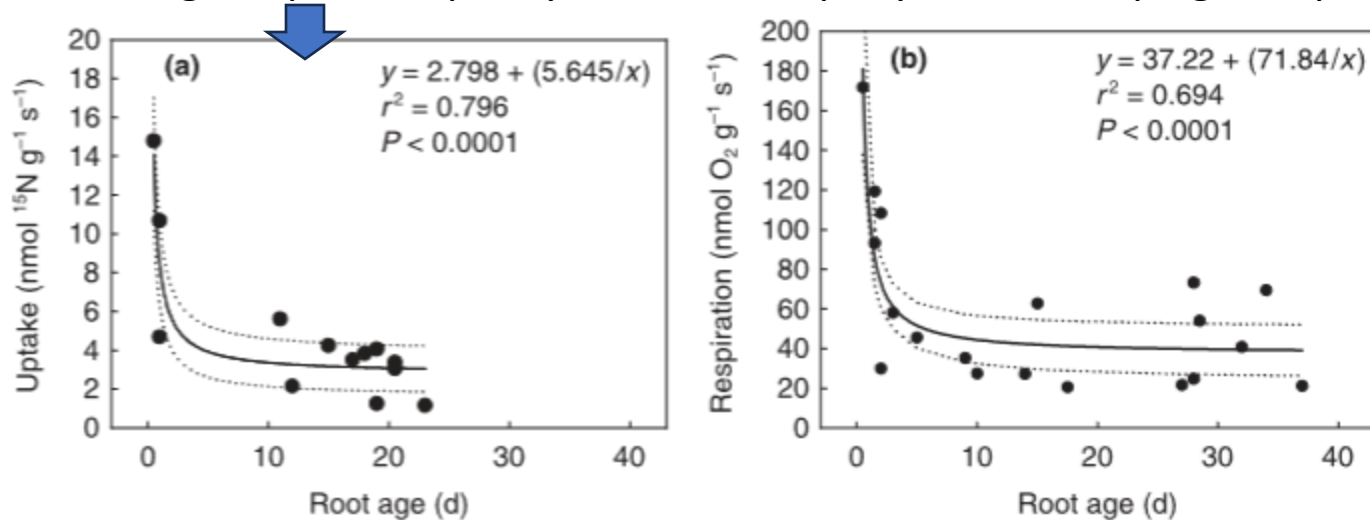 (a)
y = 2.798 + (5.645/x)
r² = 0.796
P < 0.0001
Uptake (nmol ¹⁵N g⁻¹ s⁻¹)
20
18
16
14
12
10
8
6
4
2
0
0 10 20 30 40
Root age (d)
(b)
y = 37.22 + (71.84/x)
r² = 0.694
P < 0.0001
Respiration (nmol O₂ g⁻¹ s⁻¹)
200
180
160
140
120
100
80
60
40
20
0
0 10 20 30 40
Root age (d)